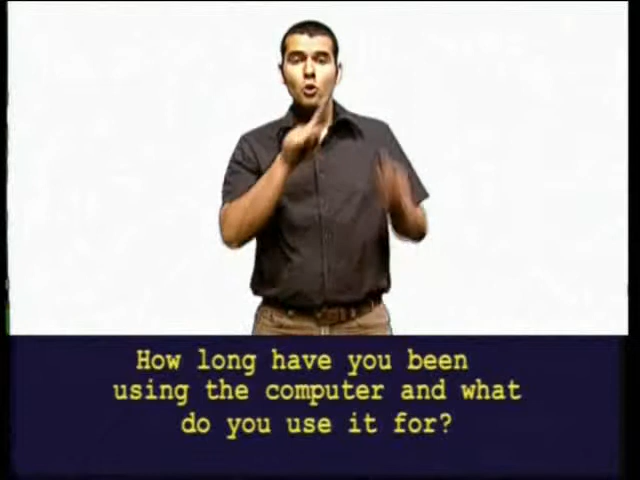 How long have you been
using the computer and what
do you use it for?